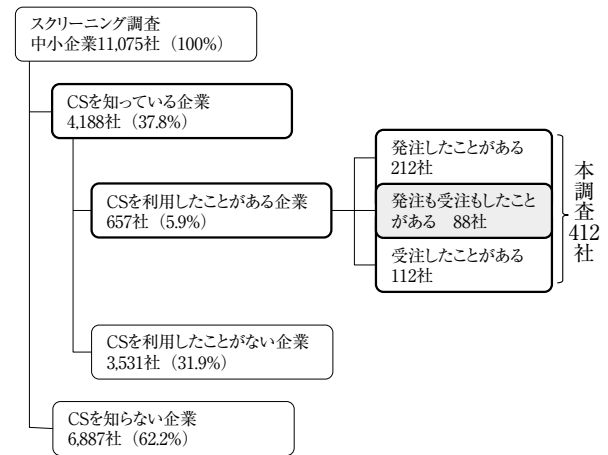 スクリーニング調査
中小企業11,075社（100%）
CSを知っている企業
4,188社（37.8%）
CSを利用したことがある企業
657社（5.9%）
発注したことがある
212社
発注も受注もしたこと
がある　88社
受注したことがある
112社
本調査412社
CSを利用したことがない企業
3,531社（31.9%）
CSを知らない企業
6,887社（62.2%）